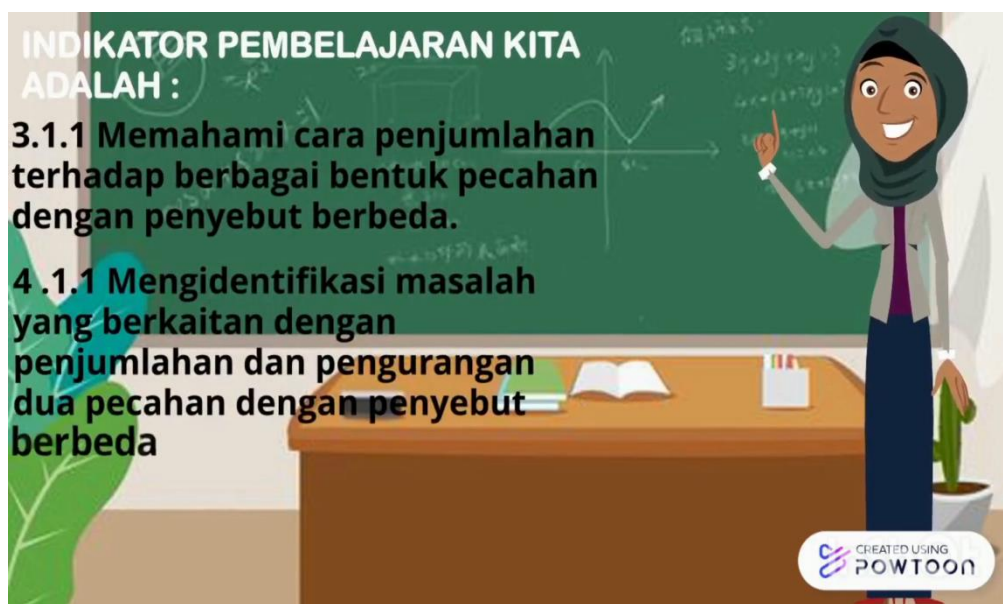 INDIKATOR PEMBELAJARAN KITA
ADALAH :
3.1.1 Memahami cara penjumlahan
terhadap berbagai bentuk pecahan
dengan penyebut berbeda.
4 .1.1 Mengidentifikasi masalah
yang berkaitan dengan
penjumlahan dan pengurangan
dua pecahan dengan penyebut
berbeda
CREATED USING
POWTOON